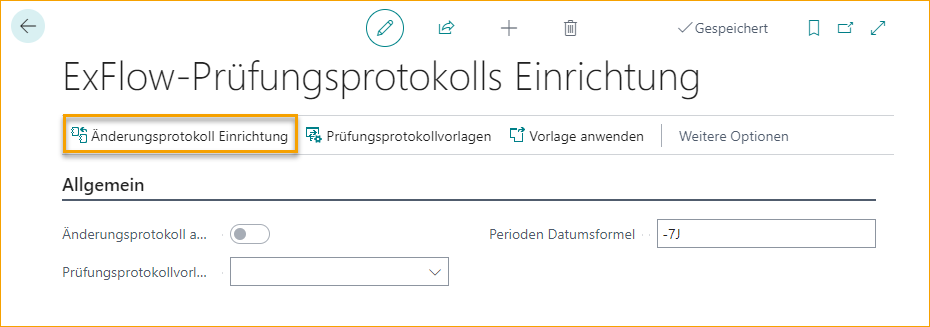 Gespeichert
ExFlow-Prüfungsprotokolls Einrichtung
Änderungsprotokoll Einrichtung Prüfungsprotokollvorlagen Vorlage anwenden Weitere Optionen
Allgemein
Änderungsprotokoll a... Perioden Datumsformel -7J
Prüfungsprotokollvorl...